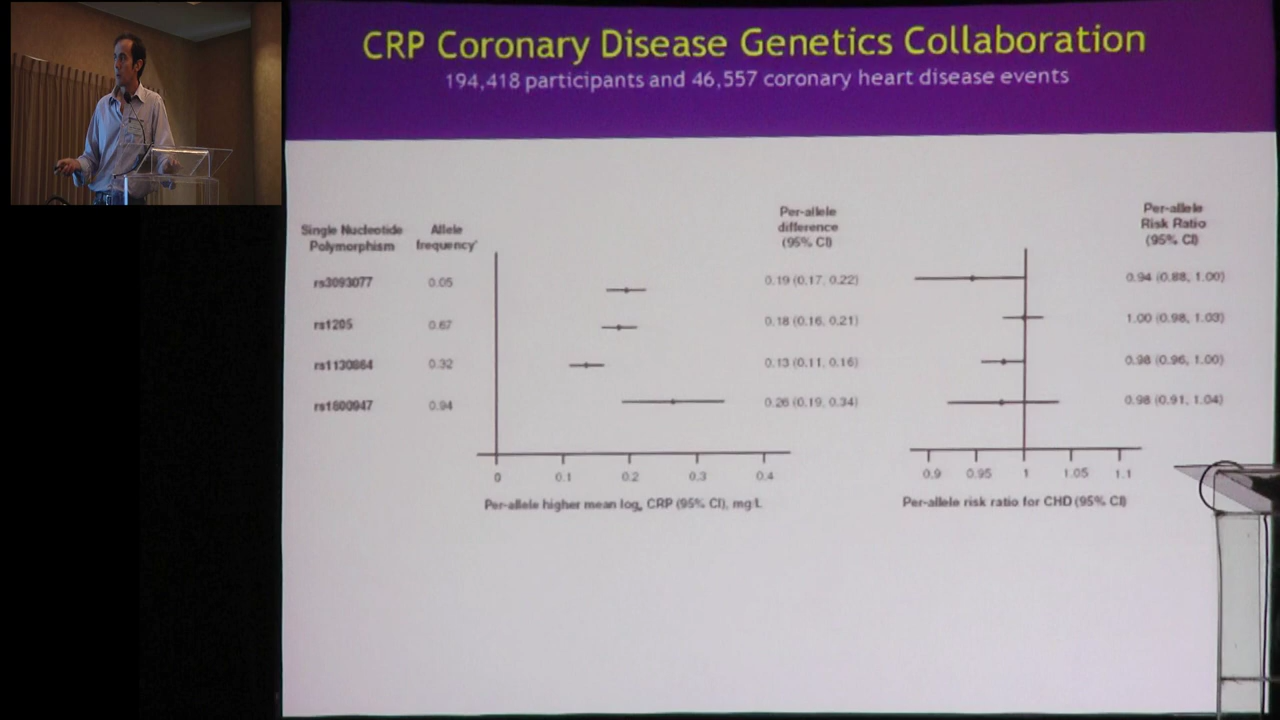 CRP Coronary Disease Genetics Collaboration
194,418 participants and 46,557 coronary heart disease events
Single Nucleotide Polymorphism
Allele frequency
Per-allele difference (95% CI)
Per-allele Risk Ratio (95% CI)
rs3093077 0.05 0.19 (0.17, 0.22) 0.94 (0.88, 1.00)
rs1205 0.67 0.18 (0.16, 0.21) 1.00 (0.98, 1.03)
rs1130864 0.32 0.13 (0.11, 0.16) 0.98 (0.96, 1.00)
rs1800947 0.94 0.26 (0.19, 0.34) 0.98 (0.91, 1.04)
0 0.1 0.2 0.3 0.4
0.9 0.95 1 1.05 1.1
Per-allele higher mean logₑ CRP (95% CI), mg/L
Per-allele risk ratio for CHD (95% CI)